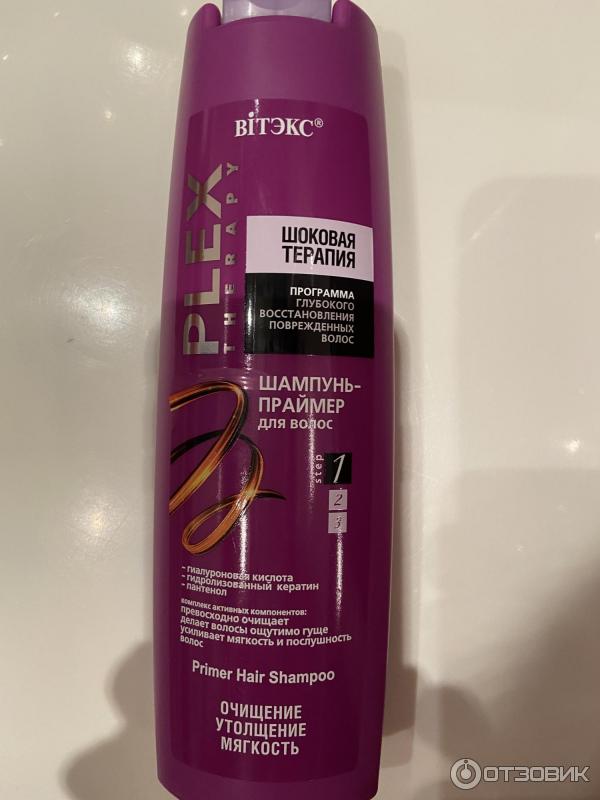 ВІТЭКС®
PLEX
THERAPY
ШОКОВАЯ
ТЕРАПИЯ
ПРОГРАММА
ГЛУБОКОГО
ВОССТАНОВЛЕНИЯ
ПОВРЕЖДЕННЫХ
ВОЛОС
ШАМПУНЬ-
ПРАЙМЕР
ДЛЯ ВОЛОС
step 1
2
3
- гиалуроновая кислота
- гидролизованный кератин
- пантенол
комплекс активных компонентов:
превосходно очищает
делает волосы ощутимо гуще
усиливает мягкость и послушность
волос
Primer Hair Shampoo
ОЧИЩЕНИЕ
УТОЛЩЕНИЕ
МЯГКОСТЬ
ОТЗОВИК